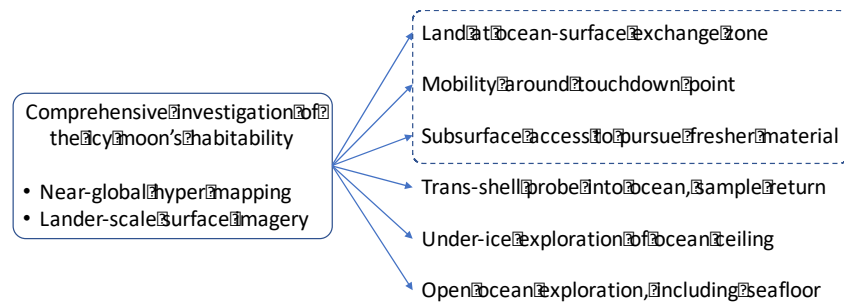 Comprehensive investigation of
the icy moon's habitability
• Near-global hyper mapping
• Lander-scale surface imagery
Land at ocean-surface exchange zone
Mobility around touchdown point
Subsurface access to pursue fresher material
Trans-shell probe into ocean, sample return
Under-ice exploration of ocean ceiling
Open ocean exploration, including seafloor